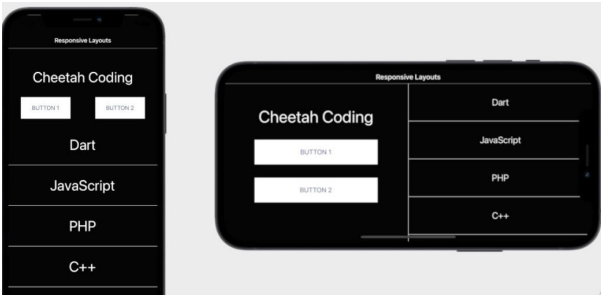 Responsive Layouts
Cheetah Coding
BUTTON 1 BUTTON 2
Dart
JavaScript
PHP
C++
Responsive Layouts
Cheetah Coding
BUTTON 1
BUTTON 2
Dart
JavaScript
PHP
C++